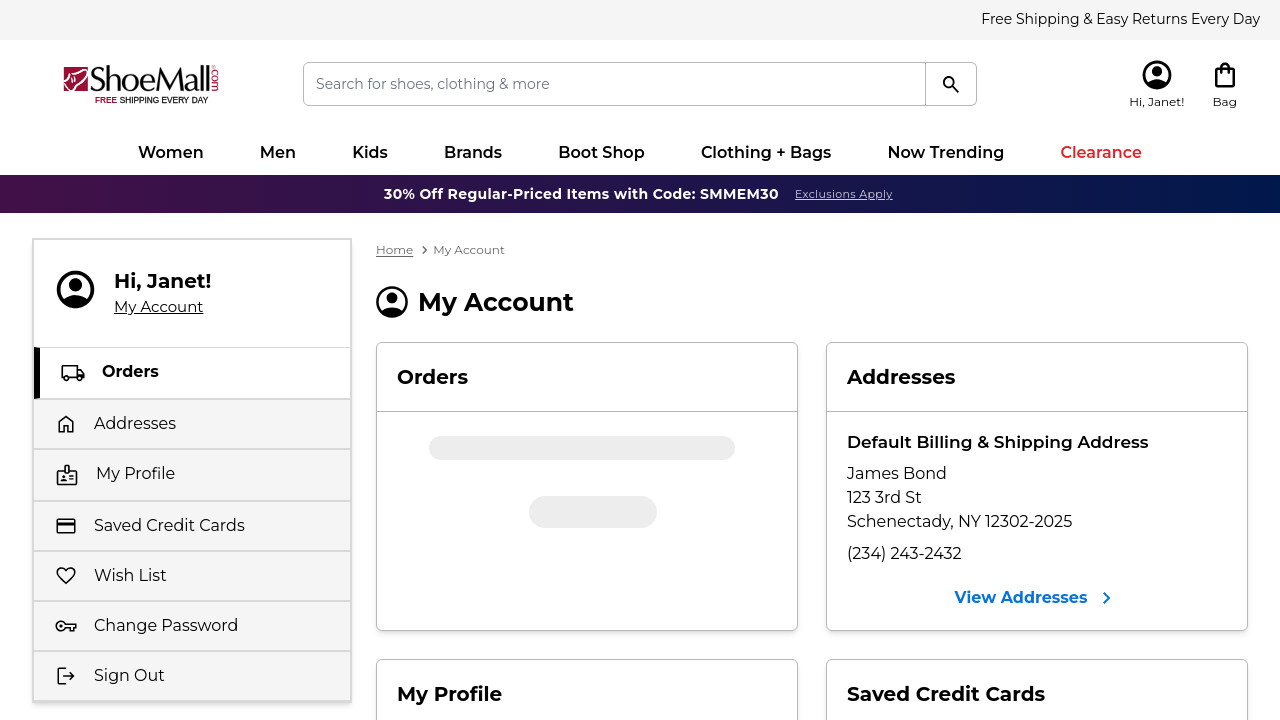 Free Shipping & Easy Returns Every Day
ShoeMall.com
FREE SHIPPING EVERY DAY
Search for shoes, clothing & more
Hi, Janet!
Bag
Women
Men
Kids
Brands
Boot Shop
Clothing + Bags
Now Trending
Clearance
30% Off Regular-Priced Items with Code: SMMEM30
Exclusions Apply
Hi, Janet!
My Account
Orders
Addresses
My Profile
Saved Credit Cards
Wish List
Change Password
Sign Out
Home
My Account
My Account
Orders
Addresses
Default Billing & Shipping Address
James Bond
123 3rd St
Schenectady, NY 12302-2025
(234) 243-2432
View Addresses
My Profile
Saved Credit Cards